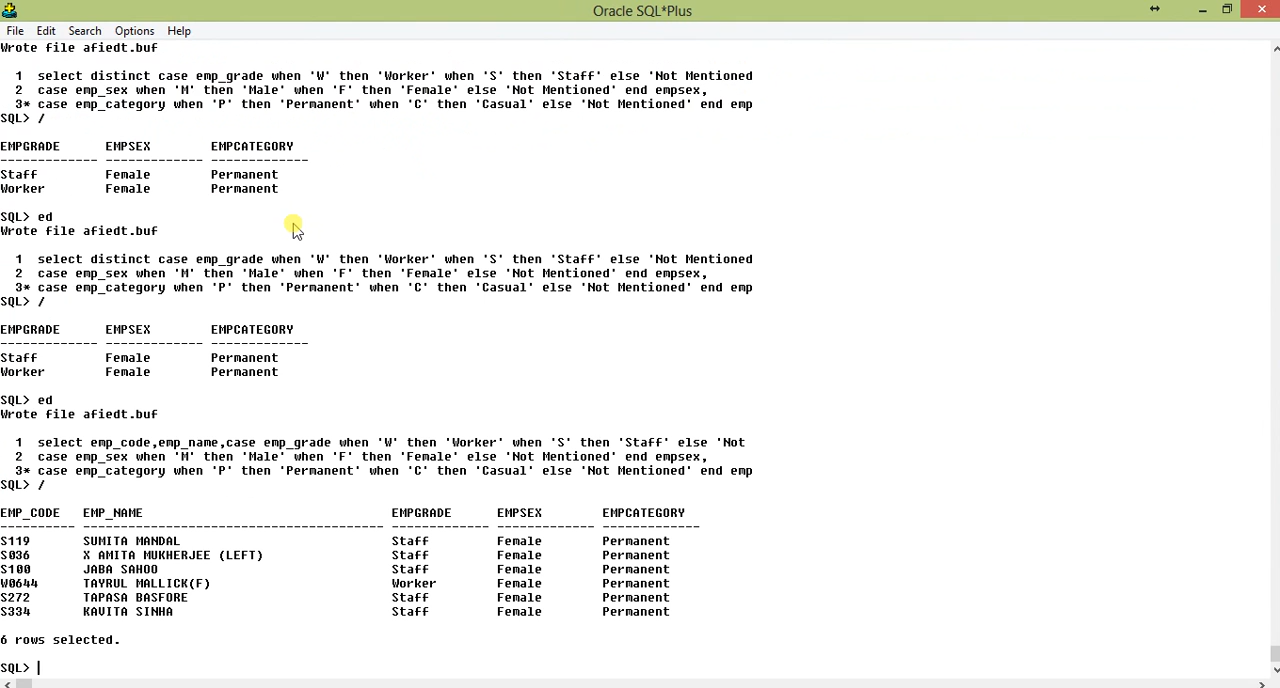 Oracle SQL*Plus
File Edit Search Options Help
Wrote file afiedt.buf
1 select distinct case emp_grade when 'W' then 'Worker' when 'S' then 'Staff' else 'Not Mentioned
2 case emp_sex when 'M' then 'Male' when 'F' then 'Female' else 'Not Mentioned' end empsex,
3* case emp_category when 'P' then 'Permanent' when 'C' then 'Casual' else 'Not Mentioned' end emp
SQL> /
EMPGRADE EMPSEX EMPCATEGORY
------------- ------------- -------------
Staff Female Permanent
Worker Female Permanent
SQL> ed
Wrote file afiedt.buf
1 select distinct case emp_grade when 'W' then 'Worker' when 'S' then 'Staff' else 'Not Mentioned
2 case emp_sex when 'M' then 'Male' when 'F' then 'Female' else 'Not Mentioned' end empsex,
3* case emp_category when 'P' then 'Permanent' when 'C' then 'Casual' else 'Not Mentioned' end emp
SQL> /
EMPGRADE EMPSEX EMPCATEGORY
------------- ------------- -------------
Staff Female Permanent
Worker Female Permanent
SQL> ed
Wrote file afiedt.buf
1 select emp_code,emp_name,case emp_grade when 'W' then 'Worker' when 'S' then 'Staff' else 'Not
2 case emp_sex when 'M' then 'Male' when 'F' then 'Female' else 'Not Mentioned' end empsex,
3* case emp_category when 'P' then 'Permanent' when 'C' then 'Casual' else 'Not Mentioned' end emp
SQL> /
EMP_CODE EMP_NAME EMPGRADE EMPSEX EMPCATEGORY
---------- ---------------------------------------- ------------- ------------- -------------
S119 SUMITA MANDAL Staff Female Permanent
S036 X AMITA MUKHERJEE (LEFT) Staff Female Permanent
S100 JABA SAHOO Staff Female Permanent
W0644 TAYRUL MALLICK(F) Worker Female Permanent
S272 TAPASA BASFORE Staff Female Permanent
S334 KAVITA SINHA Staff Female Permanent
6 rows selected.
SQL>